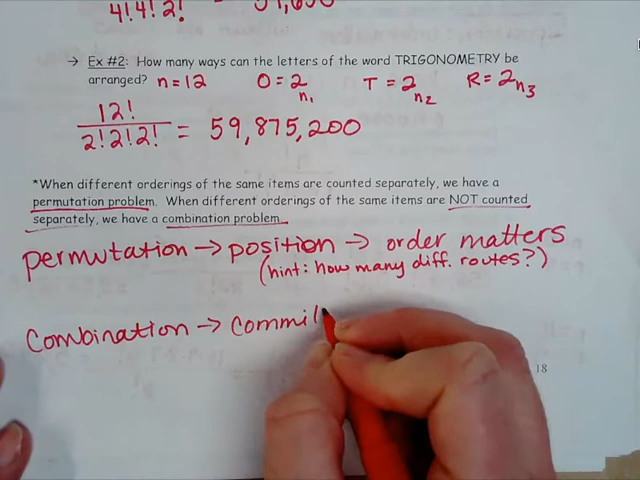 4!4!2!
→ Ex #2: How many ways can the letters of the word TRIGONOMETRY be
arranged? n=12 O=2 n1 T=2 n2 R=2 n3
12!
2!2!2! = 59,875,200
*When different orderings of the same items are counted separately, we have a
permutation problem. When different orderings of the same items are NOT counted
separately, we have a combination problem.
permutation → position → order matters
(hint: how many diff. routes?)
Combination → commit
18